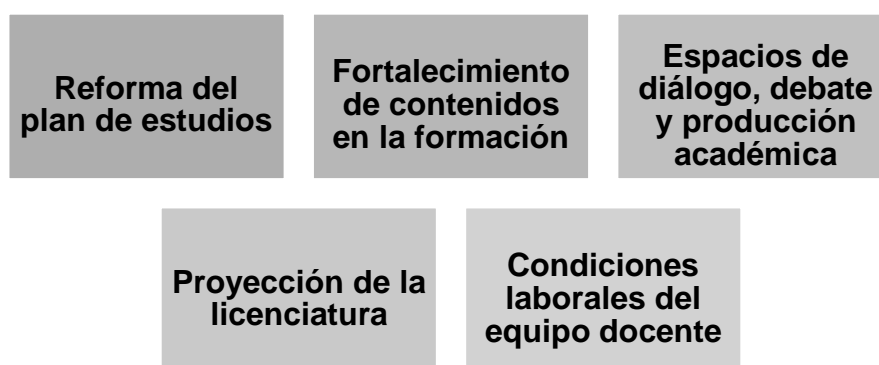 Reforma del
plan de estudios
Fortalecimiento
de contenidos
en la formación
Espacios de
diálogo, debate
y producción
académica
Proyección de la
licenciatura
Condiciones
laborales del
equipo docente